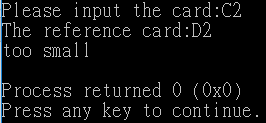 Please input the card:C2
The reference card:D2
too small
Process returned 0 (0x0)
Press any key to continue.